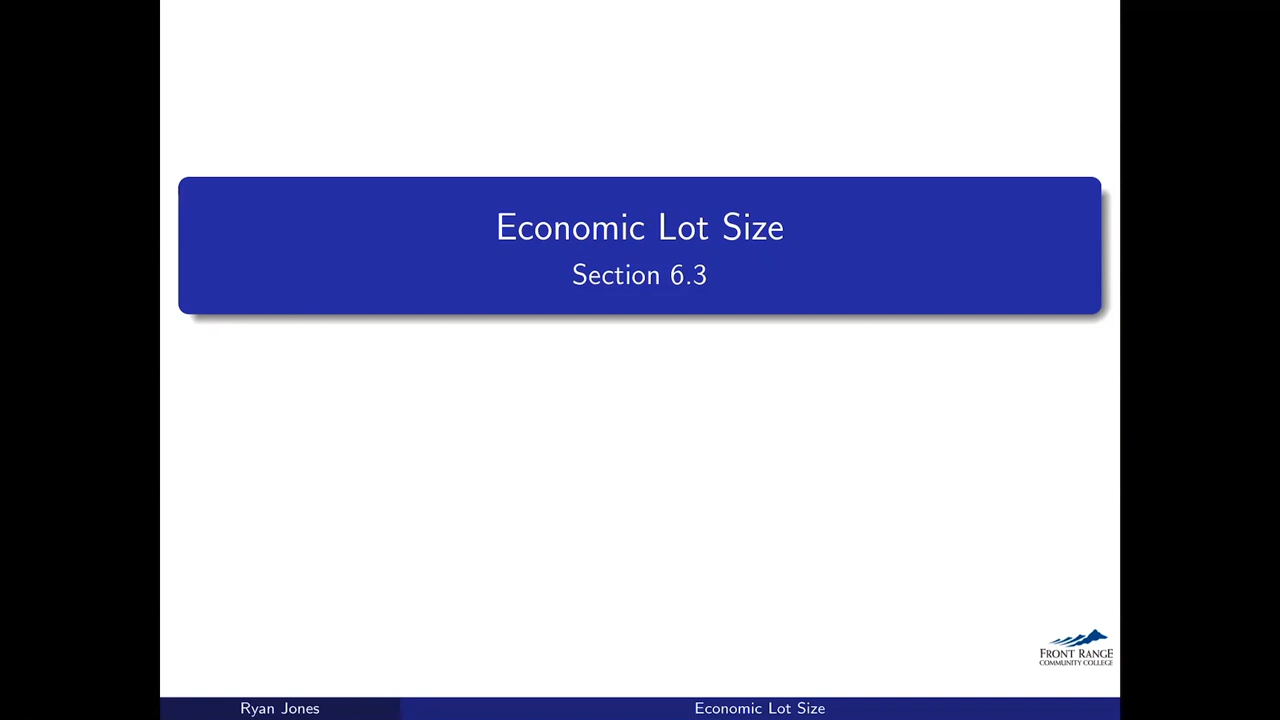 Economic Lot Size
Section 6.3
FRONT RANGE
COMMUNITY COLLEGE
Ryan Jones
Economic Lot Size